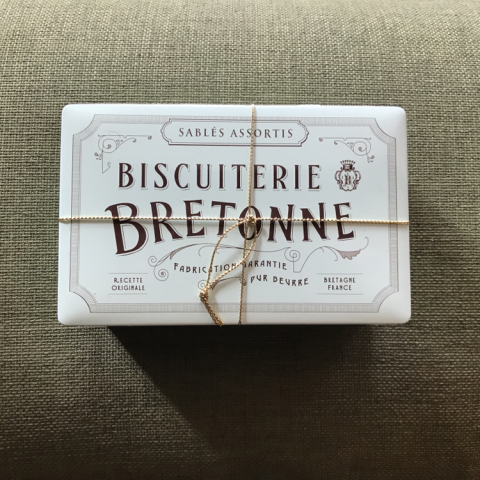 SABLÉS ASSORTIS
BISCUITERIE
BRETONNE
FABRICATION GARANTIE
PUR BEURRE
RECETTE
ORIGINALE
BRETAGNE
FRANCE
B